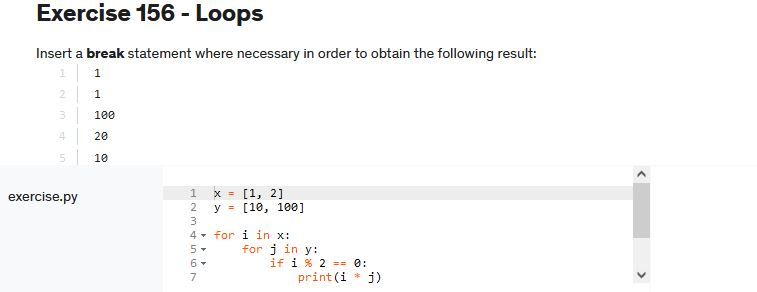 Exercise 156 - Loops
Insert a break statement where necessary in order to obtain the following result:
1 1
2 1
3 100
4 20
5 10
exercise.py
1 x = [1, 2]
2 y = [10, 100]
3
4 for i in x:
5 for j in y:
6 if i % 2 == 0:
7 print(i * j)